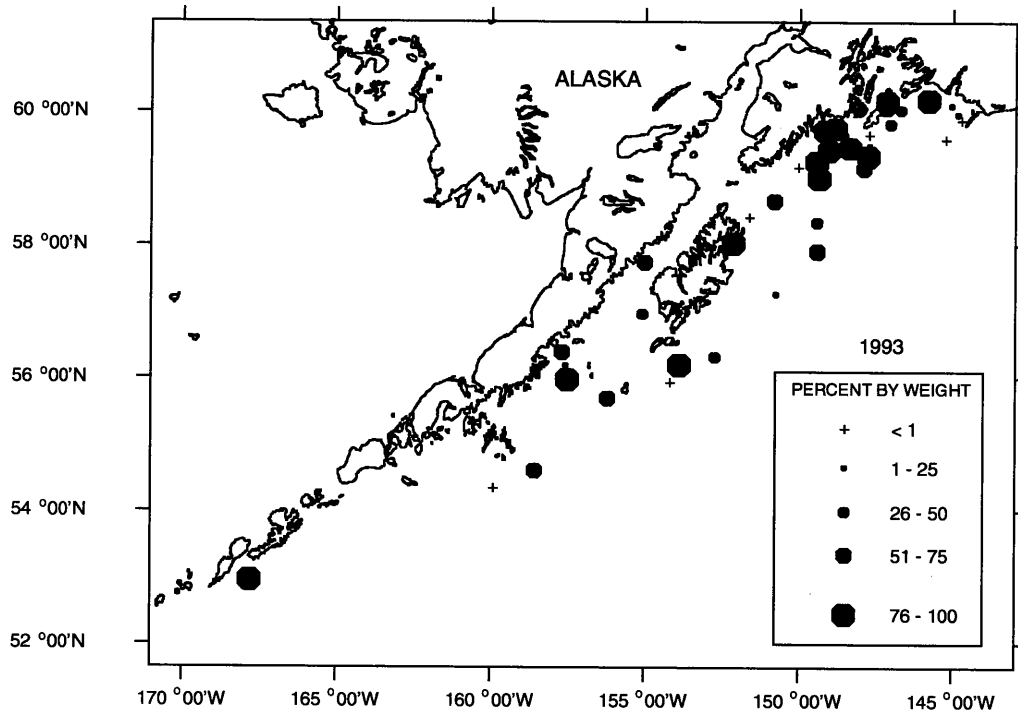 ALASKA
60 °00'N
58 °00'N
56 °00'N
54 °00'N
52 °00'N
1993
PERCENT BY WEIGHT
+ < 1
1 - 25
26 - 50
51 - 75
76 - 100
170 °00'W 165 °00'W 160 °00'W 155 °00'W 150 °00'W 145 °00'W